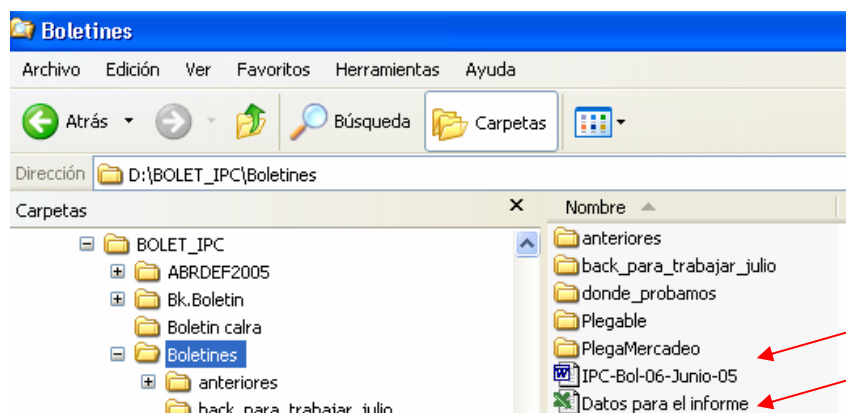 Boletines
Archivo Edición Ver Favoritos Herramientas Ayuda
Atrás Búsqueda Carpetas
Dirección D:\BOLET_IPC\Boletines
Carpetas
BOLET_IPC
ABRDEF2005
Bk.Boletin
Boletin calra
Boletines
anteriores
back_para_trabajar_julio
Nombre
anteriores
back_para_trabajar_julio
donde_probamos
Plegable
PlegaMercadeo
IPC-Bol-06-Junio-05
Datos para el informe